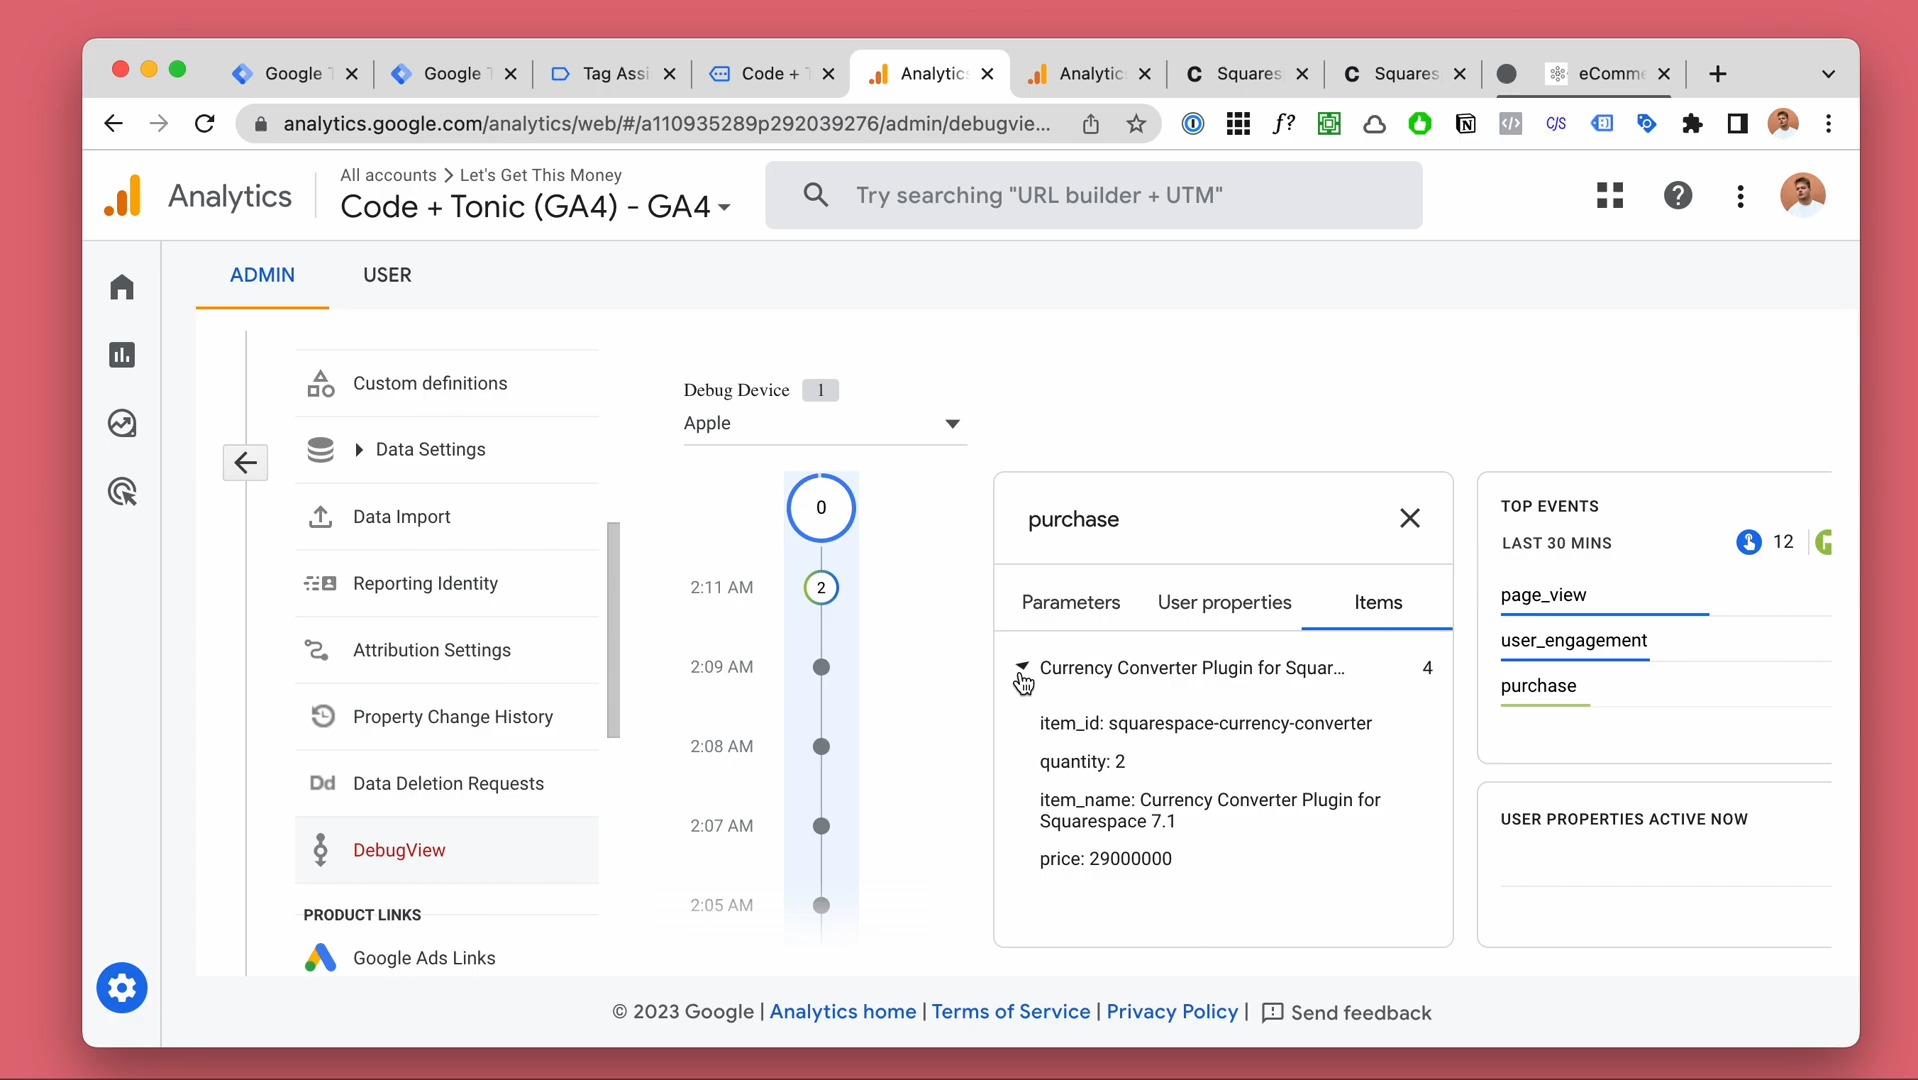 Google T
Google T
Tag Assi
Code + T
Analytics
Analytic
Squares
Squares
eComme
analytics.google.com/analytics/web/#/a110935289p292039276/admin/debugvie...
f?
C/S
Analytics
All accounts > Let's Get This Money
Code + Tonic (GA4) - GA4
Try searching "URL builder + UTM"
ADMIN
USER
Custom definitions
Data Settings
Data Import
Reporting Identity
Attribution Settings
Property Change History
Dd Data Deletion Requests
DebugView
PRODUCT LINKS
Google Ads Links
Debug Device 1
Apple
0
2:11 AM 2
2:09 AM
2:08 AM
2:07 AM
2:05 AM
purchase
Parameters User properties Items
Currency Converter Plugin for Squar... 4
item_id: squarespace-currency-converter
quantity: 2
item_name: Currency Converter Plugin for
Squarespace 7.1
price: 29000000
TOP EVENTS
LAST 30 MINS 12
page_view
user_engagement
purchase
USER PROPERTIES ACTIVE NOW
© 2023 Google | Analytics home | Terms of Service | Privacy Policy | Send feedback